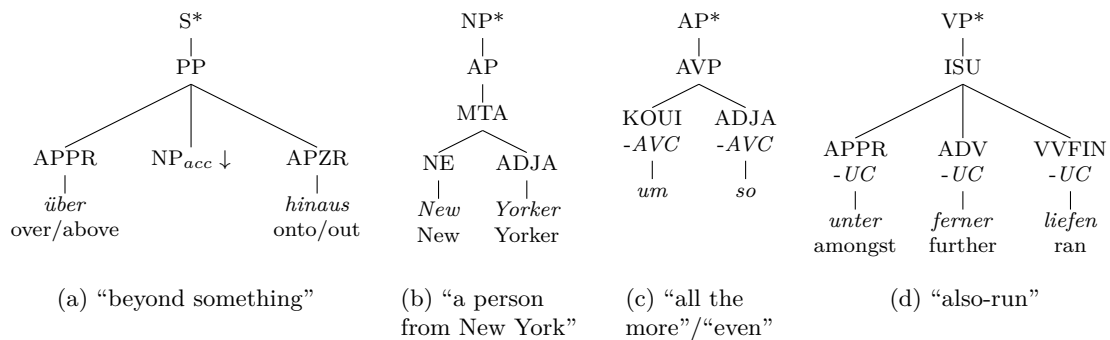 S* NP* AP* VP*
PP AP AVP ISU
MTA
KOUI ADJA
-AVC -AVC
APPR NP_acc ↓ APZR NE ADJA APPR ADV VVFIN
-UC -UC -UC
um so
über hinaus New Yorker unter ferner liefen
over/above onto/out New Yorker amongst further ran
(a) “beyond something” (b) “a person (c) “all the (d) “also-run”
from New York” more”/“even”